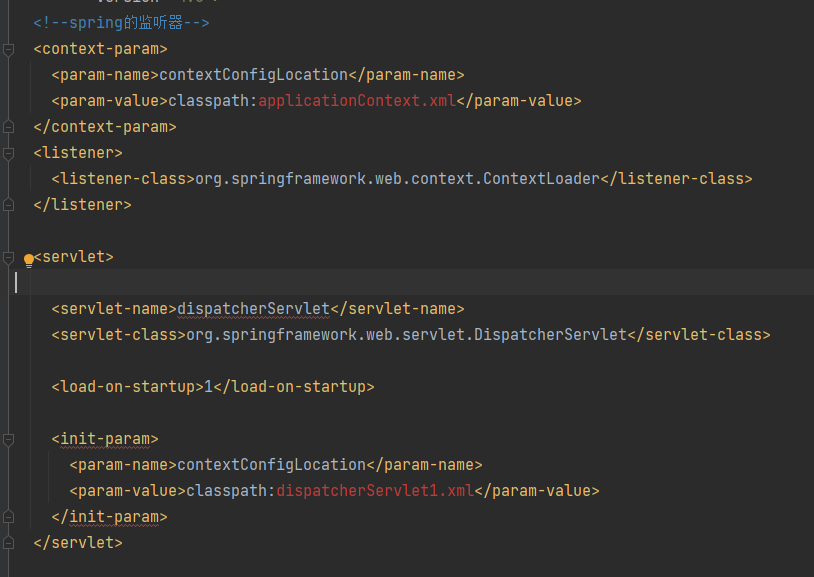 <!--spring的监听器-->
<context-param>
<param-name>contextConfigLocation</param-name>
<param-value>classpath:applicationContext.xml</param-value>
</context-param>
<listener>
<listener-class>org.springframework.web.context.ContextLoader</listener-class>
</listener>
<servlet>
<servlet-name>dispatcherServlet</servlet-name>
<servlet-class>org.springframework.web.servlet.DispatcherServlet</servlet-class>
<load-on-startup>1</load-on-startup>
<init-param>
<param-name>contextConfigLocation</param-name>
<param-value>classpath:dispatcherServlet1.xml</param-value>
</init-param>
</servlet>